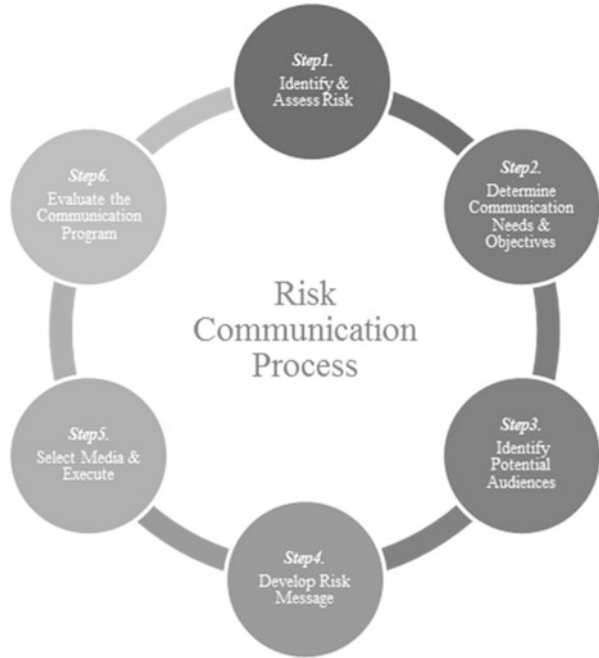 Step1.
Identify &
Assess Risk
Step2.
Determine
Communication
Needs &
Objectives
Step3.
Identify
Potential
Audiences
Step4.
Develop Risk
Message
Step5.
Select Media &
Execute
Step6.
Evaluate the
Communication
Program
Risk
Communication
Process